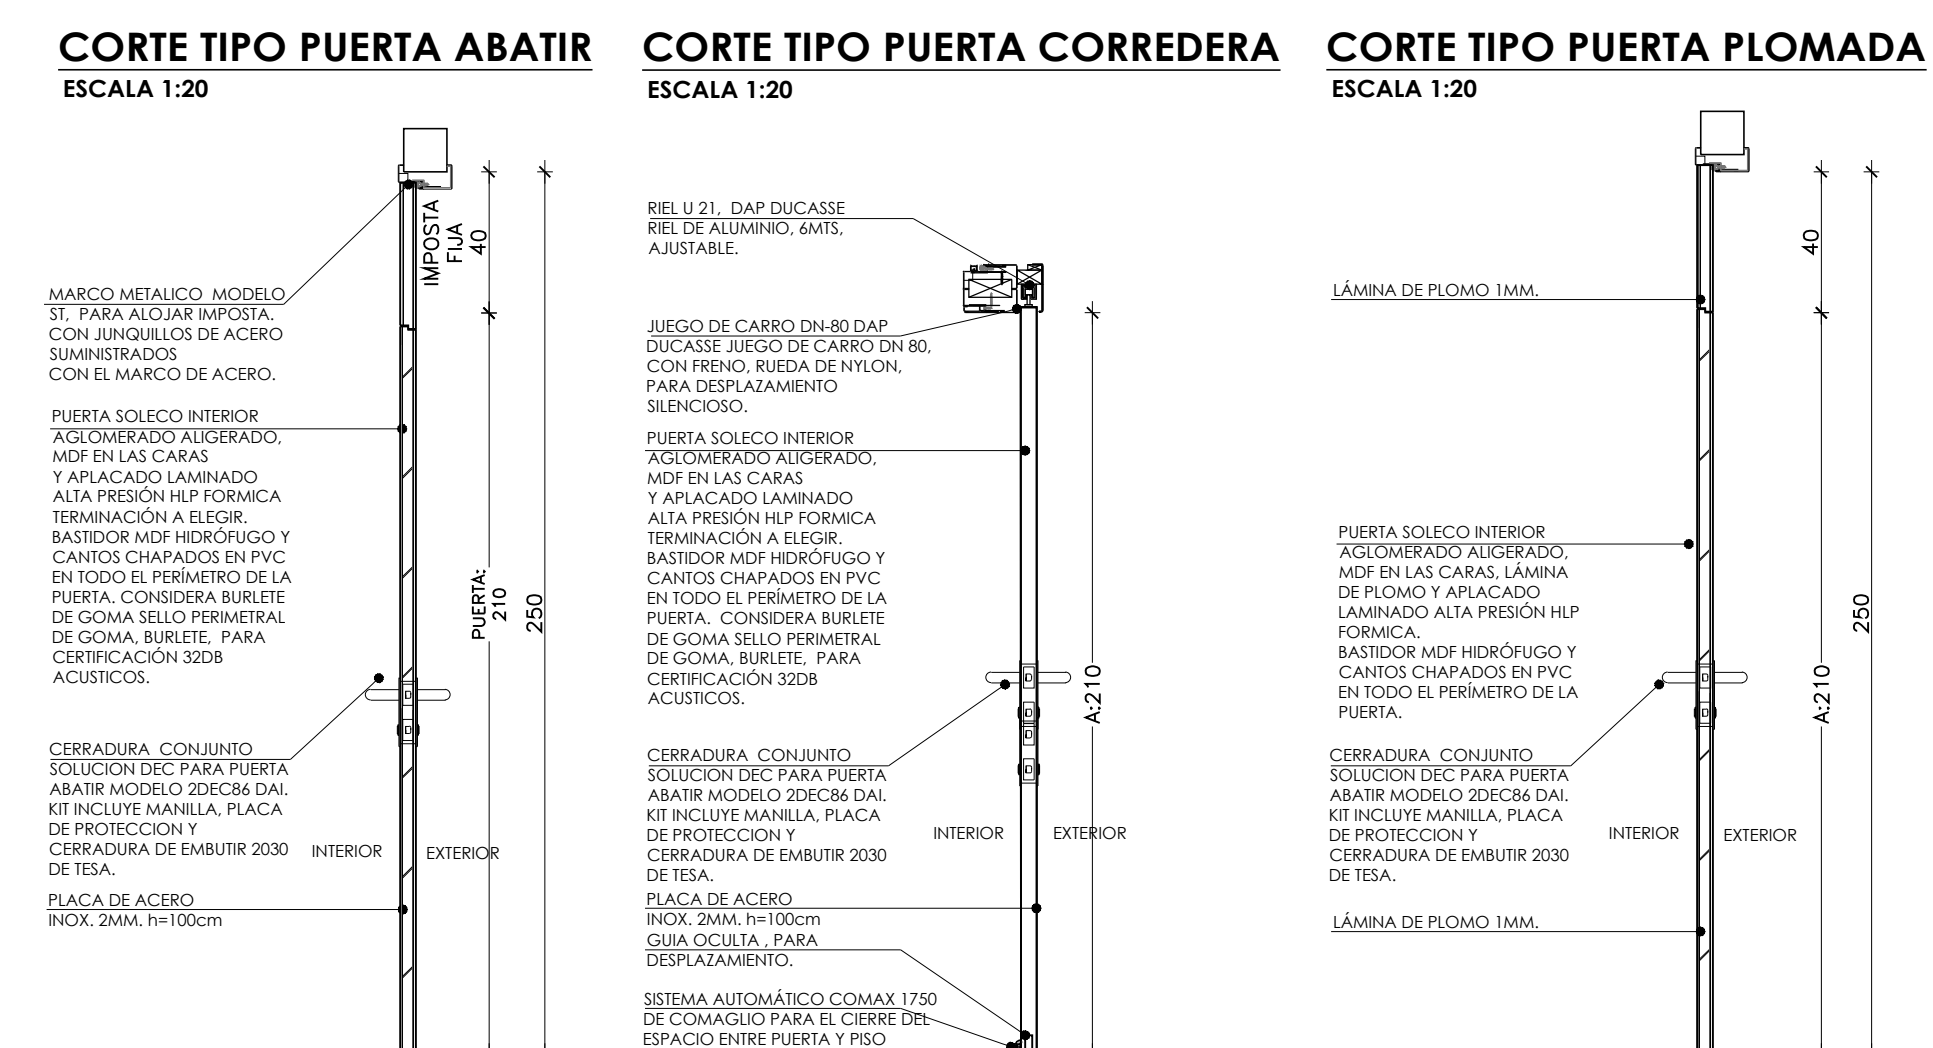 CORTE TIPO PUERTA ABATIR
ESCALA 1:20
IMPOSTA
FIJA
40
MARCO METALICO MODELO
ST, PARA ALOJAR IMPOSTA.
CON JUNQUILLOS DE ACERO
SUMINISTRADOS
CON EL MARCO DE ACERO.
PUERTA SOLECO INTERIOR
AGLOMERADO ALIGERADO,
MDF EN LAS CARAS
Y APLACADO LAMINADO
ALTA PRESIÓN HLP FORMICA
TERMINACIÓN A ELEGIR.
BASTIDOR MDF HIDRÓFUGO Y
CANTOS CHAPADOS EN PVC
EN TODO EL PERÍMETRO DE LA
PUERTA. CONSIDERA BURLETE
DE GOMA SELLO PERIMETRAL
DE GOMA, BURLETE, PARA
CERTIFICACIÓN 32DB
ACUSTICOS.
PUERTA:
210
250
CERRADURA CONJUNTO
SOLUCION DEC PARA PUERTA
ABATIR MODELO 2DEC86 DAI.
KIT INCLUYE MANILLA, PLACA
DE PROTECCION Y
CERRADURA DE EMBUTIR 2030
DE TESA.
INTERIOR
EXTERIOR
PLACA DE ACERO
INOX. 2MM. h=100cm
CORTE TIPO PUERTA CORREDERA
ESCALA 1:20
RIEL U 21, DAP DUCASSE
RIEL DE ALUMINIO, 6MTS,
AJUSTABLE.
JUEGO DE CARRO DN-80 DAP
DUCASSE JUEGO DE CARRO DN 80,
CON FRENO, RUEDA DE NYLON,
PARA DESPLAZAMIENTO
SILENCIOSO.
PUERTA SOLECO INTERIOR
AGLOMERADO ALIGERADO,
MDF EN LAS CARAS
Y APLACADO LAMINADO
ALTA PRESIÓN HLP FORMICA
TERMINACIÓN A ELEGIR.
BASTIDOR MDF HIDRÓFUGO Y
CANTOS CHAPADOS EN PVC
EN TODO EL PERÍMETRO DE LA
PUERTA. CONSIDERA BURLETE
DE GOMA SELLO PERIMETRAL
DE GOMA, BURLETE, PARA
CERTIFICACIÓN 32DB
ACUSTICOS.
A:210
CERRADURA CONJUNTO
SOLUCION DEC PARA PUERTA
ABATIR MODELO 2DEC86 DAI.
KIT INCLUYE MANILLA, PLACA
DE PROTECCION Y
CERRADURA DE EMBUTIR 2030
DE TESA.
INTERIOR
EXTERIOR
PLACA DE ACERO
INOX. 2MM. h=100cm
GUIA OCULTA , PARA
DESPLAZAMIENTO.
SISTEMA AUTOMÁTICO COMAX 1750
DE COMAGLIO PARA EL CIERRE DEL
ESPACIO ENTRE PUERTA Y PISO
CORTE TIPO PUERTA PLOMADA
ESCALA 1:20
40
LÁMINA DE PLOMO 1MM.
PUERTA SOLECO INTERIOR
AGLOMERADO ALIGERADO,
MDF EN LAS CARAS, LÁMINA
DE PLOMO Y APLACADO
LAMINADO ALTA PRESIÓN HLP
FORMICA.
BASTIDOR MDF HIDRÓFUGO Y
CANTOS CHAPADOS EN PVC
EN TODO EL PERÍMETRO DE LA
PUERTA.
250
A:210
CERRADURA CONJUNTO
SOLUCION DEC PARA PUERTA
ABATIR MODELO 2DEC86 DAI.
KIT INCLUYE MANILLA, PLACA
DE PROTECCION Y
CERRADURA DE EMBUTIR 2030
DE TESA.
INTERIOR
EXTERIOR
LÁMINA DE PLOMO 1MM.